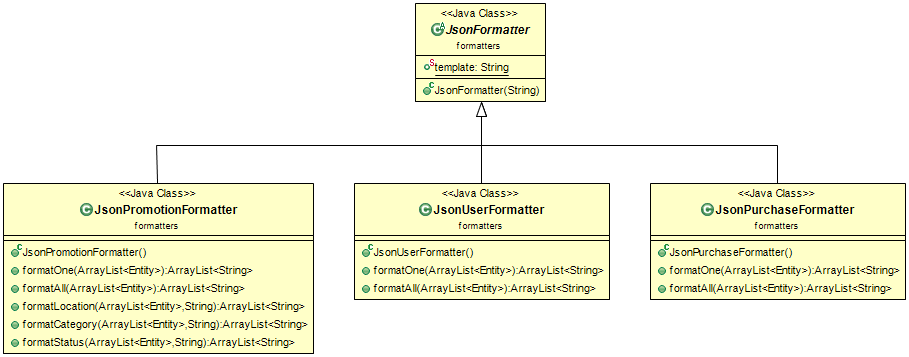 <<Java Class>>
JsonFormatter
formatters
template: String
JsonFormatter(String)
<<Java Class>>
JsonPromotionFormatter
formatters
JsonPromotionFormatter()
formatOne(ArrayList<Entity>):ArrayList<String>
formatAll(ArrayList<Entity>):ArrayList<String>
formatLocation(ArrayList<Entity>,String):ArrayList<String>
formatCategory(ArrayList<Entity>,String):ArrayList<String>
formatStatus(ArrayList<Entity>,String):ArrayList<String>
<<Java Class>>
JsonUserFormatter
formatters
JsonUserFormatter()
formatOne(ArrayList<Entity>):ArrayList<String>
formatAll(ArrayList<Entity>):ArrayList<String>
<<Java Class>>
JsonPurchaseFormatter
formatters
JsonPurchaseFormatter()
formatOne(ArrayList<Entity>):ArrayList<String>
formatAll(ArrayList<Entity>):ArrayList<String>